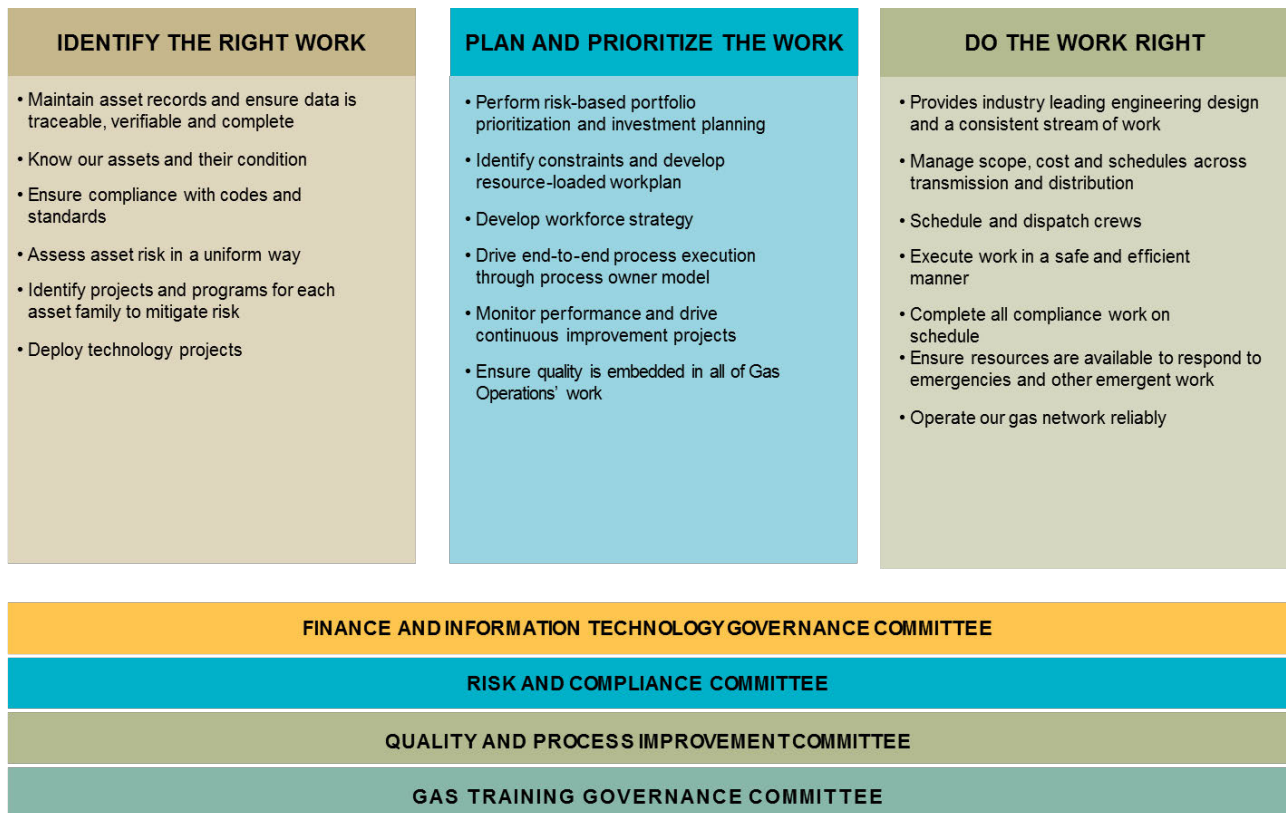 IDENTIFY THE RIGHT WORK
• Maintain asset records and ensure data is
traceable, verifiable and complete
• Know our assets and their condition
• Ensure compliance with codes and
standards
• Assess asset risk in a uniform way
• Identify projects and programs for each
asset family to mitigate risk
• Deploy technology projects
PLAN AND PRIORITIZE THE WORK
• Perform risk-based portfolio
prioritization and investment planning
• Identify constraints and develop
resource-loaded workplan
• Develop workforce strategy
• Drive end-to-end process execution
through process owner model
• Monitor performance and drive
continuous improvement projects
• Ensure quality is embedded in all of Gas
Operations' work
DO THE WORK RIGHT
• Provides industry leading engineering design
and a consistent stream of work
• Manage scope, cost and schedules across
transmission and distribution
• Schedule and dispatch crews
• Execute work in a safe and efficient
manner
• Complete all compliance work on
schedule
• Ensure resources are available to respond to
emergencies and other emergent work
• Operate our gas network reliably
FINANCE AND INFORMATION TECHNOLOGY GOVERNANCE COMMITTEE
RISK AND COMPLIANCE COMMITTEE
QUALITY AND PROCESS IMPROVEMENT COMMITTEE
GAS TRAINING GOVERNANCE COMMITTEE